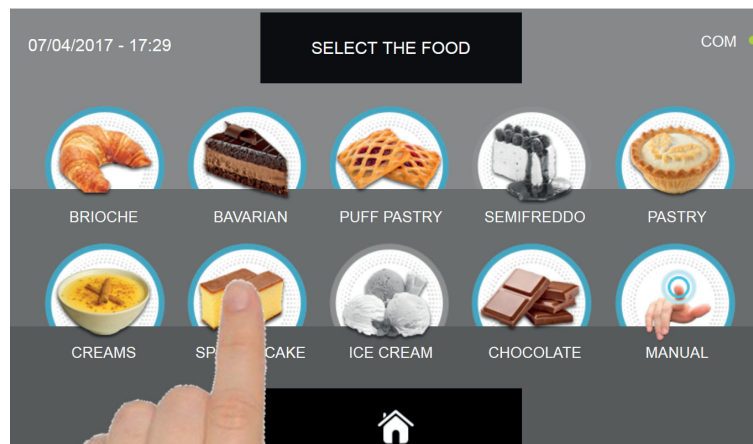 07/04/2017 - 17:29
SELECT THE FOOD
COM
BRIOCHE
BAVARIAN
PUFF PASTRY
SEMIFREDDO
PASTRY
CREAMS
SP CAKE
ICE CREAM
CHOCOLATE
MANUAL